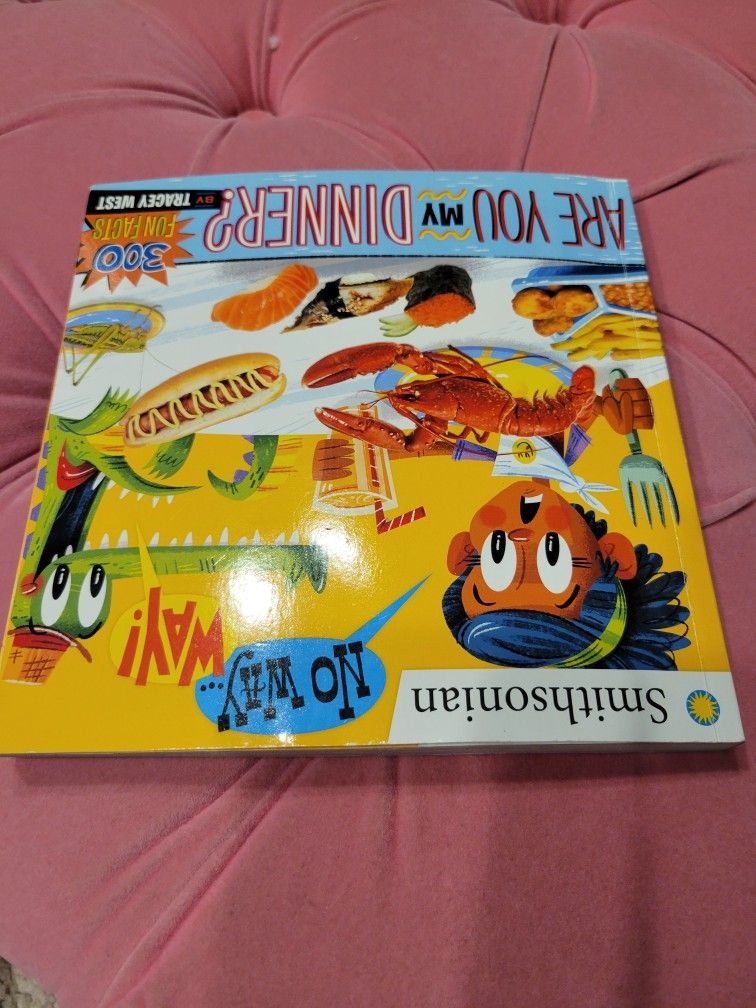 Smithsonian
NO WAY...
WAY!
ARE YOU MY DINNER?
300
FUN FACTS
BY TRACEY WEST